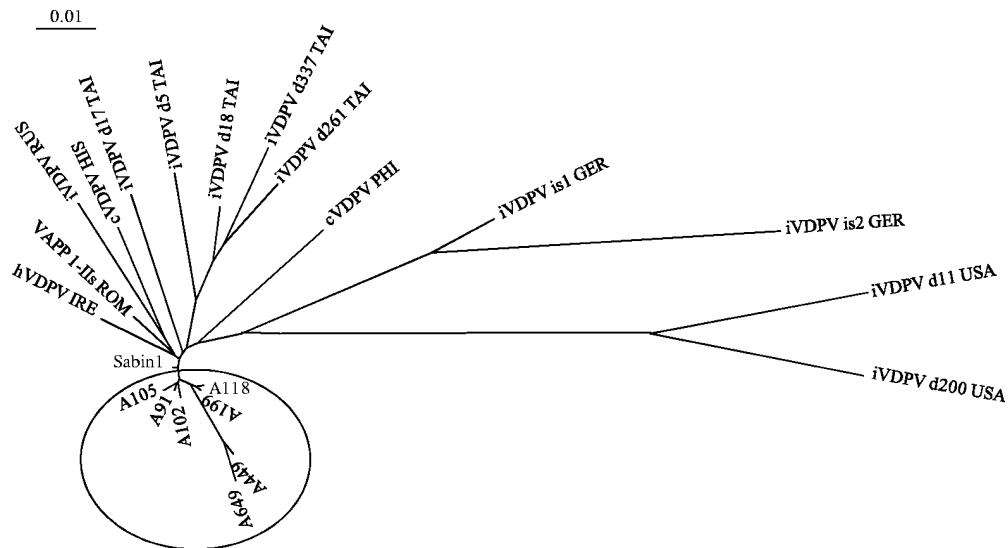 0.01
iVDPV RUS
cVDPV HIS
iVDPV d17 TAI
iVDPV d5 TAI
iVDPV d18 TAI
iVDPV d337 TAI
iVDPV d261 TAI
cVDPV PHI
iVDPV is1 GER
iVDPV is2 GER
iVDPV d11 USA
iVDPV d200 USA
VAPP 1-IIs ROM
hVDPV IRE
Sabin1
A105
A91
A102
A118
A199
A449
A649